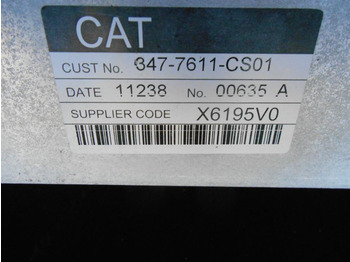 CAT
CUST No. 347-7611-CS01
DATE 11238 No. 00635 A
SUPPLIER CODE X6195V0